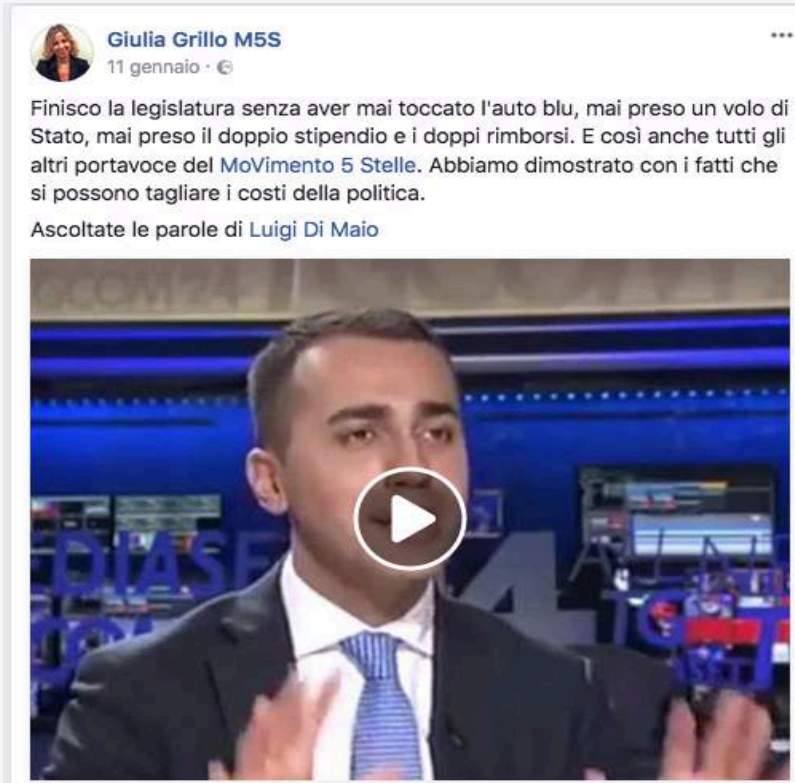 Giulia Grillo M5S
11 gennaio ·
Finisco la legislatura senza aver mai toccato l'auto blu, mai preso un volo di
Stato, mai preso il doppio stipendio e i doppi rimborsi. E così anche tutti gli
altri portavoce del MoVimento 5 Stelle. Abbiamo dimostrato con i fatti che
si possono tagliare i costi della politica.
Ascoltate le parole di Luigi Di Maio
GCOM 24